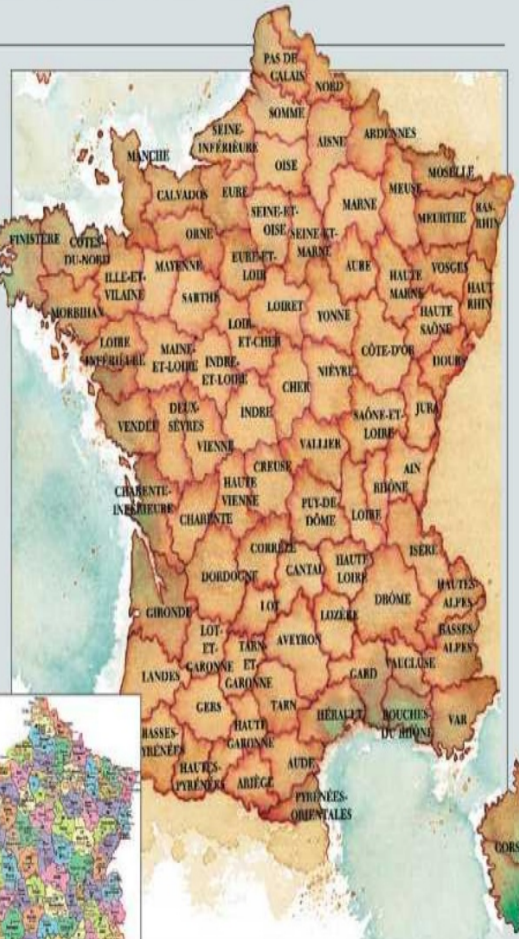 PAS DE
CALAIS
NORD
SOMME
SEINE-
INFÉRIEURE
AISNE
ARDENNES
OISE
MANCHE
CALVADOS
EURE
MOSELLE
MEUSE
MARNE
MEURTHE
BAS-
RHIN
SEINE-ET-
OISE
SEINE-ET-
MARNE
ORNE
FINISTÈRE
CÔTES-
DU-NORD
ILLE-ET-
VILAINE
MAYENNE
EURE-ET-
LOIR
AUBE
HAUTE
MARNE
VOSGES
HAUT
RHIN
MORBIHAN
SARTHE
LOIRET
YONNE
HAUTE
SAÔNE
LOIR
ET-CHER
LOIRE
INFÉRIEURE
MAINE-
ET-LOIRE
INDRE-
ET-LOIRE
CÔTE-D'OR
DOUBS
CHER
NIÈVRE
VENDÉE
DEUX-
SÈVRES
INDRE
SAÔNE-ET-
LOIRE
JURA
VIENNE
VALLIER
CREUSE
AIN
CHARENTE-
INFÉRIEURE
HAUTE
VIENNE
CHARENTE
PUY-DE-
DÔME
RHÔNE
LOIRE
CORRÈZE
ISÈRE
DORDOGNE
CANTAL
HAUTE
LOIRE
HAUTES-
ALPES
GIRONDE
LOT
LOZÈRE
DRÔME
BASSES-
ALPES
LOT-
ET-
GARONNE
TARN-
ET
GARONNE
AVEYRON
LANDES
GARD
VAUCLUSE
GERS
TARN
HÉRAULT
BOUCHES-
DU RHÔNE
VAR
BASSES-
PYRÉNÉES
HAUTE
GARONNE
HAUTES-
PYRÉNÉES
ARIÈGE
AUDE
PYRÉNÉES-
ORIENTALES
CORS